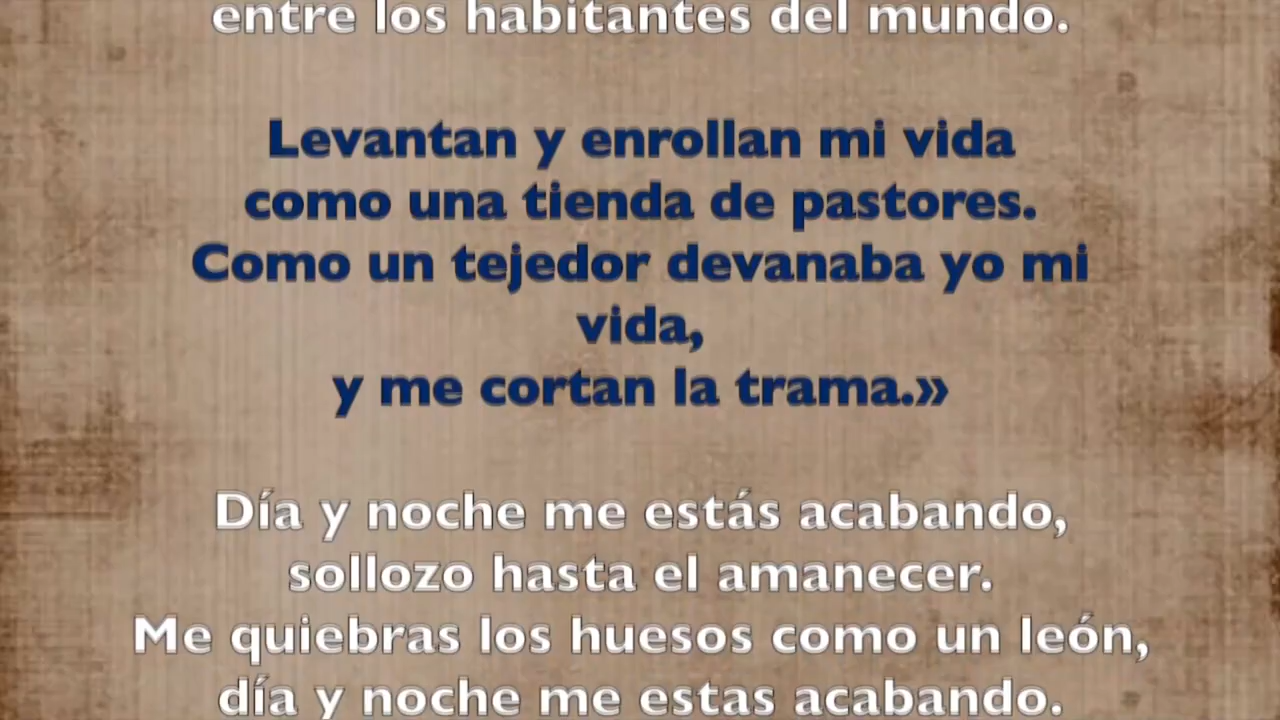 entre los habitantes del mundo.
Levantan y enrollan mi vida
como una tienda de pastores.
Como un tejedor devanaba yo mi
vida,
y me cortan la trama.»
Día y noche me estás acabando,
sollozo hasta el amanecer.
Me quiebras los huesos como un león,
día y noche me estas acabando.